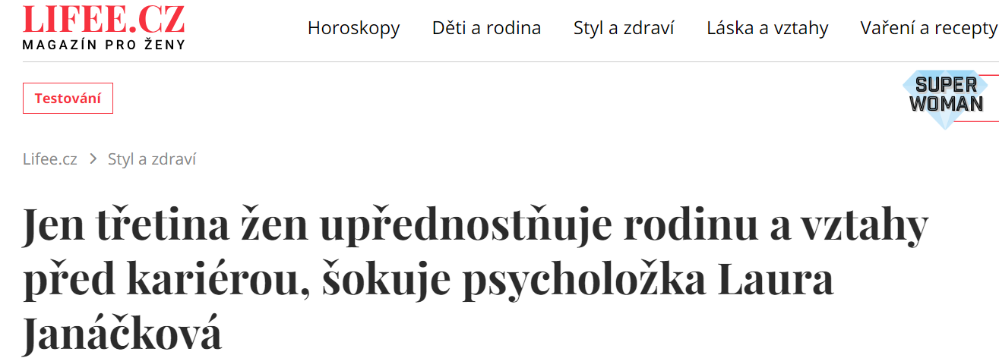 LIFEE.CZ
MAGAZÍN PRO ŽENY
Horoskopy Děti a rodina Styl a zdraví Láska a vztahy Vaření a recepty
Testování
SUPER
WOMAN
Lifee.cz > Styl a zdraví
Jen třetina žen upřednostňuje rodinu a vztahy
před kariérou, šokuje psycholožka Laura
Janáčková